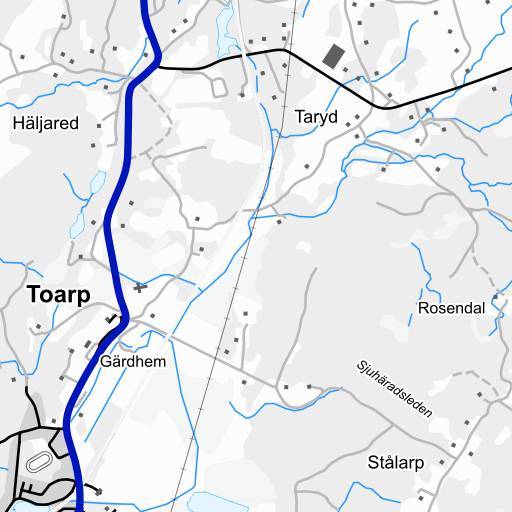 Häljared
Taryd
Toarp
Rosendal
Gärdhem
Sjuhäradsleden
Stålarp